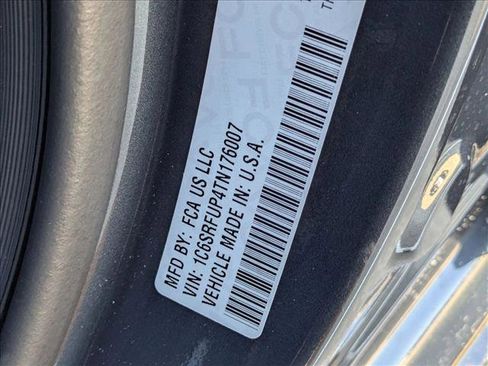 MFD BY: FCA US LLC
VIN: 1C6SRFUP4TN176007
VEHICLE MADE IN: U.S.A.